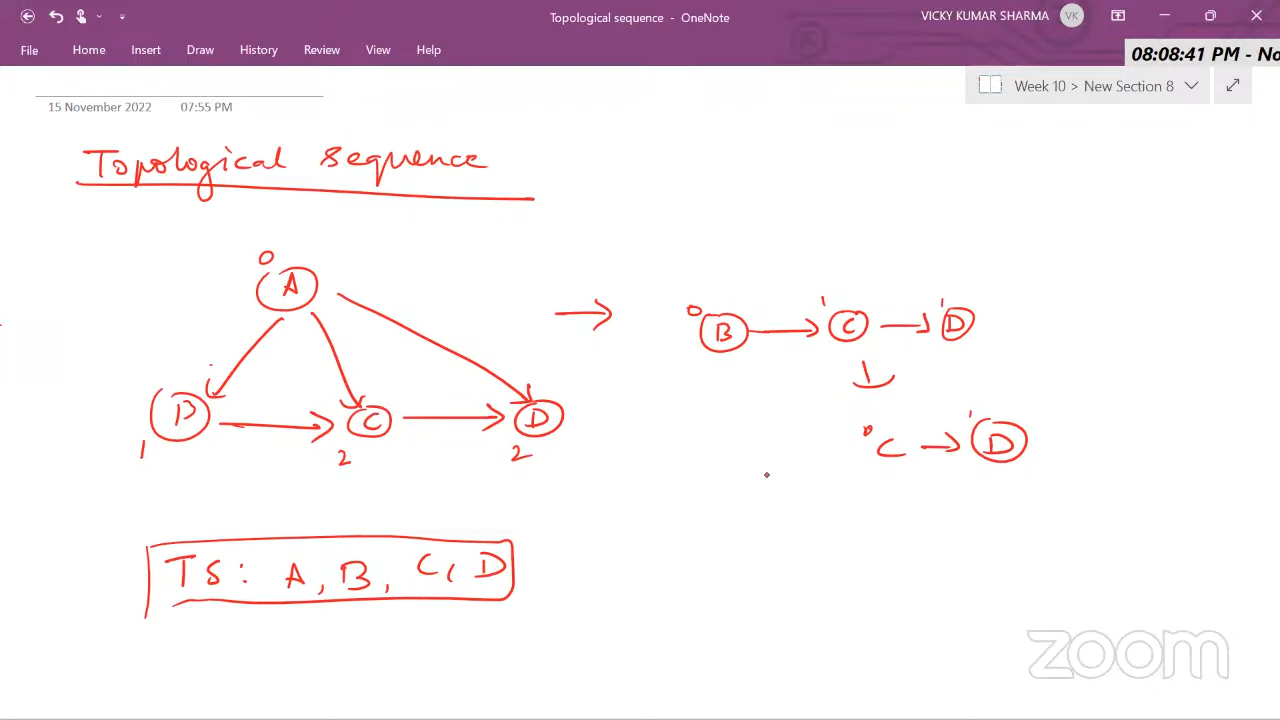 Topological sequence - OneNote
VICKY KUMAR SHARMA VK
File Home Insert Draw History Review View Help
08:08:41 PM - No
Week 10 > New Section 8
15 November 2022 07:55 PM
Topological sequence
0
A
0 1 1
B C D
1
B C D
1 2 2
0 1
C D
TS: A, B, C, D
zoom